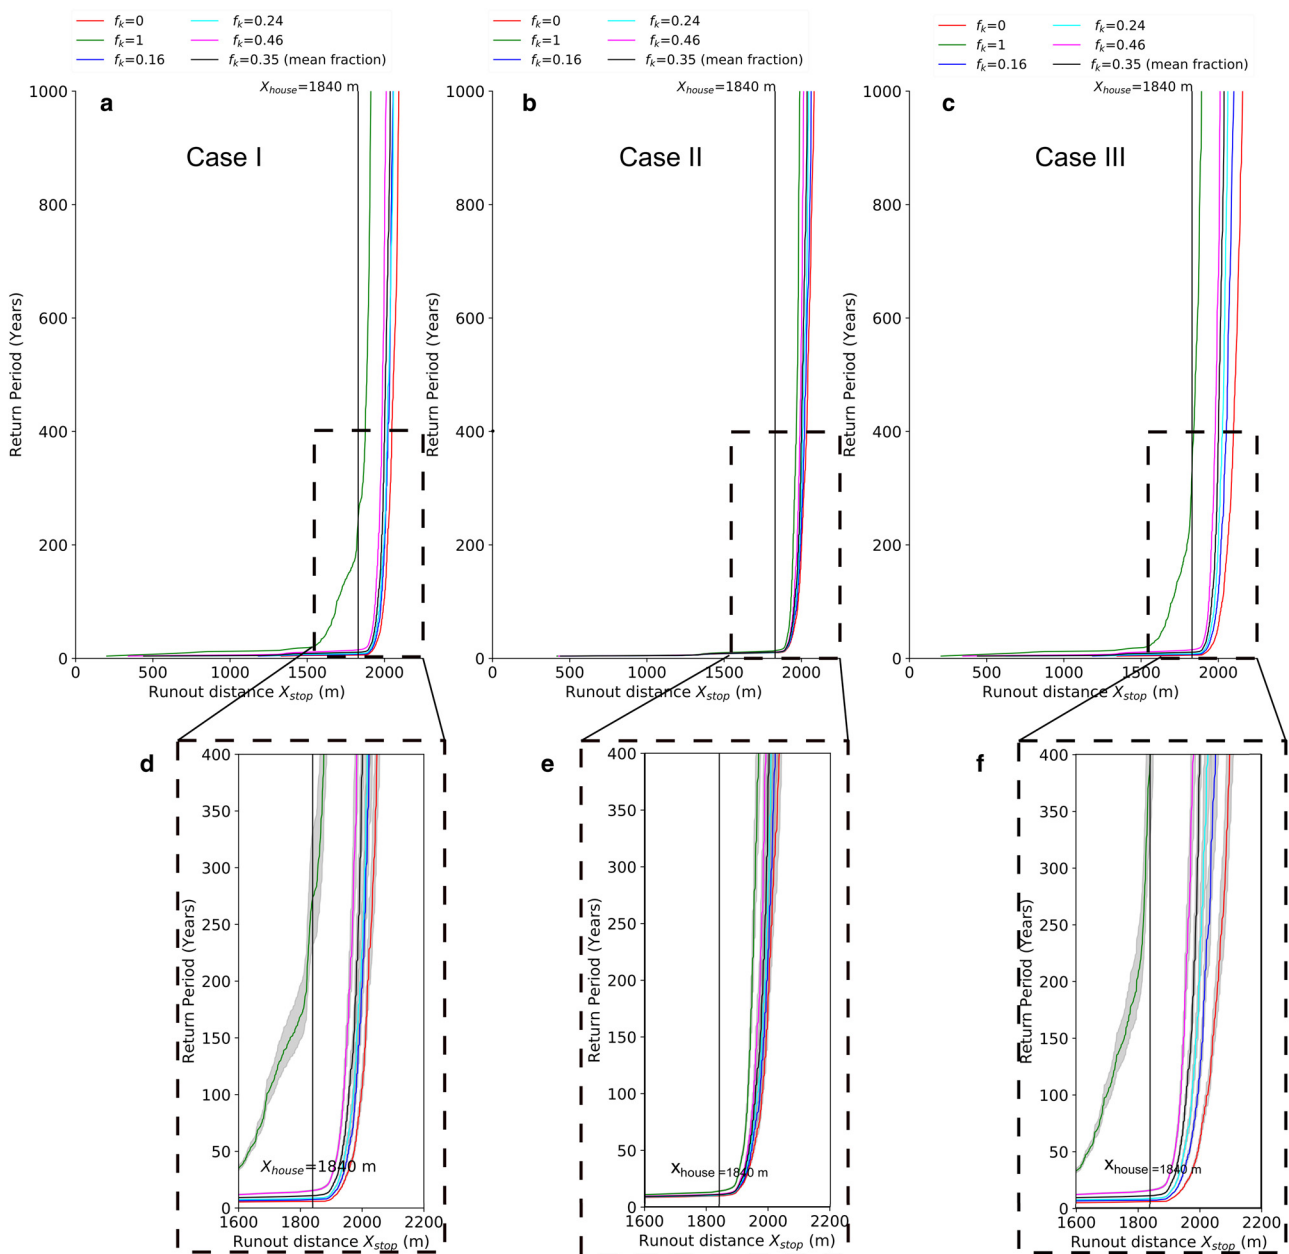 f_k=0 f_k=0.24
f_k=1 f_k=0.46
f_k=0.16 f_k=0.35 (mean fraction)
f_k=0 f_k=0.24
f_k=1 f_k=0.46
f_k=0.16 f_k=0.35 (mean fraction)
f_k=0 f_k=0.24
f_k=1 f_k=0.46
f_k=0.16 f_k=0.35 (mean fraction)
a
X_house=1840 m
Case I
1000
800
600
400
200
0
Return Period (Years)
0 500 1000 1500 2000
Runout distance X_stop (m)
b
X_house=1840 m
Case II
1000
800
600
400
200
0
Return Period (Years)
0 500 1000 1500 2000
Runout distance X_stop (m)
c
X_house=1840 m
Case III
1000
800
600
400
200
0
Return Period (Years)
0 500 1000 1500 2000
Runout distance X_stop (m)
d
400
350
300
250
200
150
100
50
0
Return Period (Years)
X_house=1840 m
1600 1800 2000 2200
Runout distance X_stop (m)
e
400
350
300
250
200
150
100
50
0
Return Period (Years)
x_house =1840 m
1600 1800 2000 2200
Runout distance X_stop (m)
f
400
350
300
250
200
150
100
50
0
Return Period (Years)
x_house =1840 m
1600 1800 2000 2200
Runout distance X_stop (m)